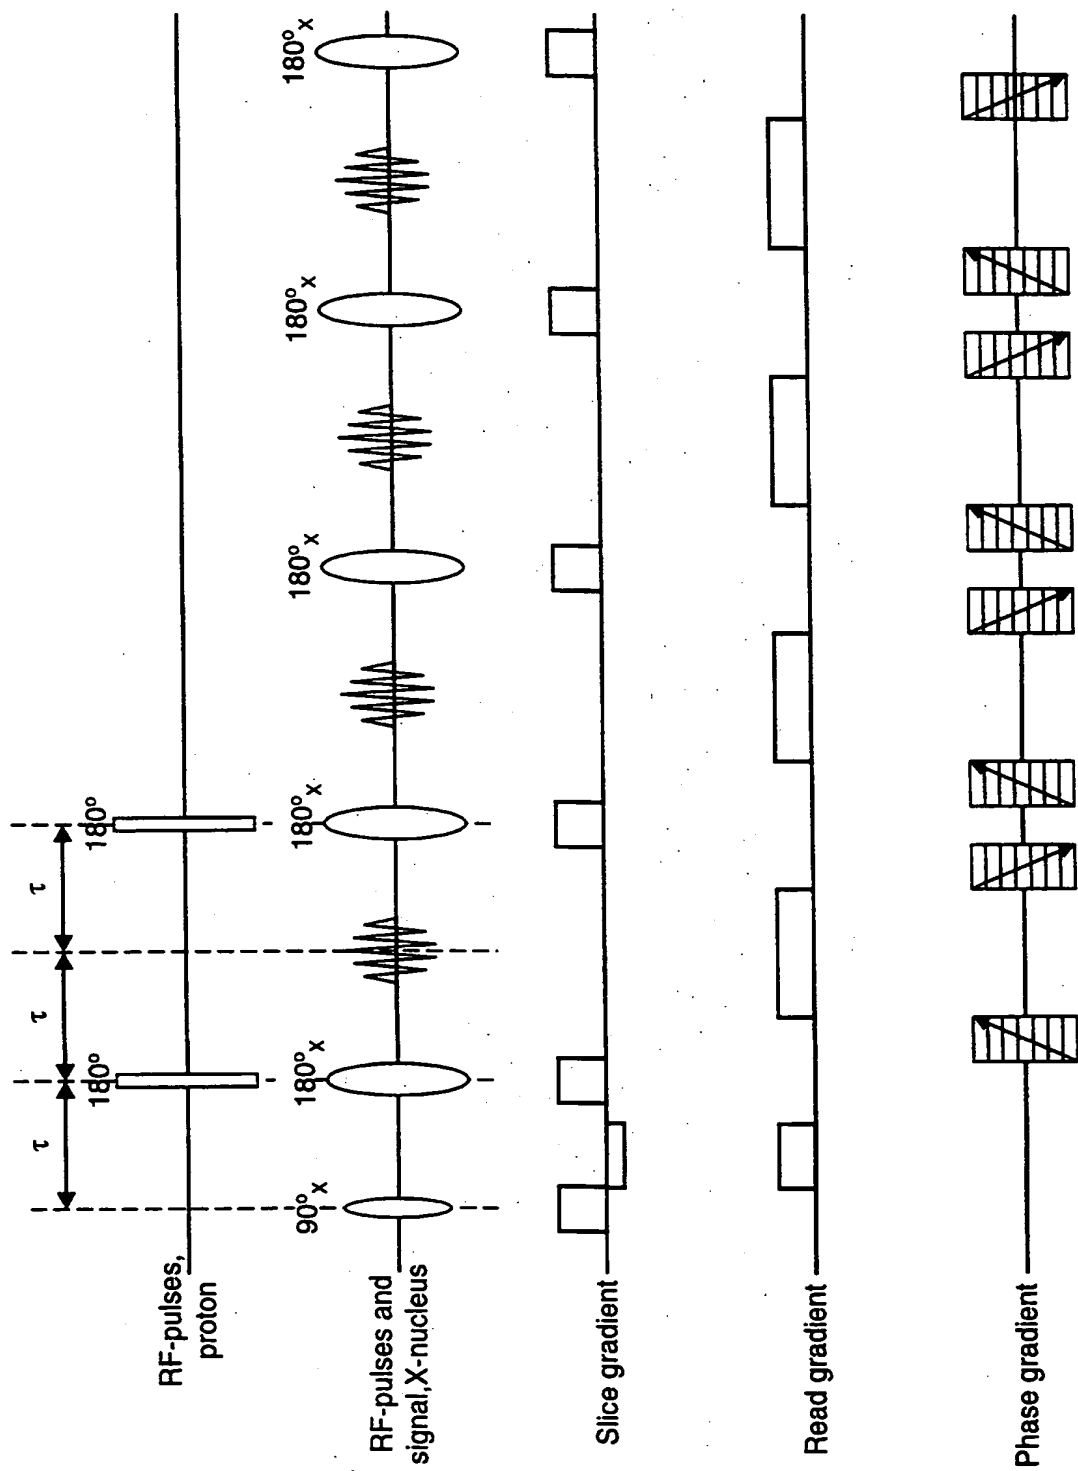 τ
τ
τ
180°
180°
RF-pulses,
proton
90°x
180°x
180°x
180°x
180°x
180°x
RF-pulses and
signal,X-nucleus
Slice gradient
Read gradient
Phase gradient